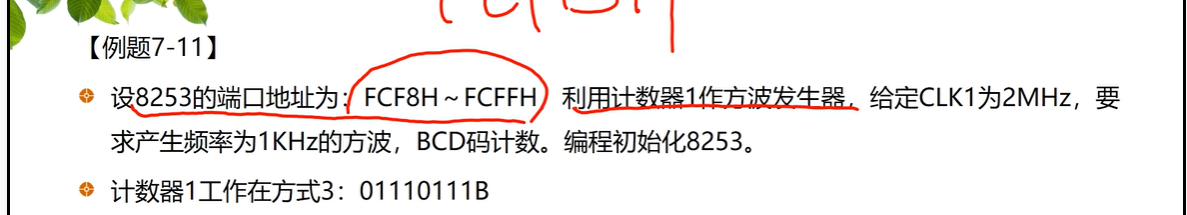 【例题7-11】
设8253的端口地址为：FCF8H～FCFFH 利用计数器1作方波发生器，给定CLK1为2MHz，要
求产生频率为1KHz的方波，BCD码计数。编程初始化8253。
计数器1工作在方式3：01110111B